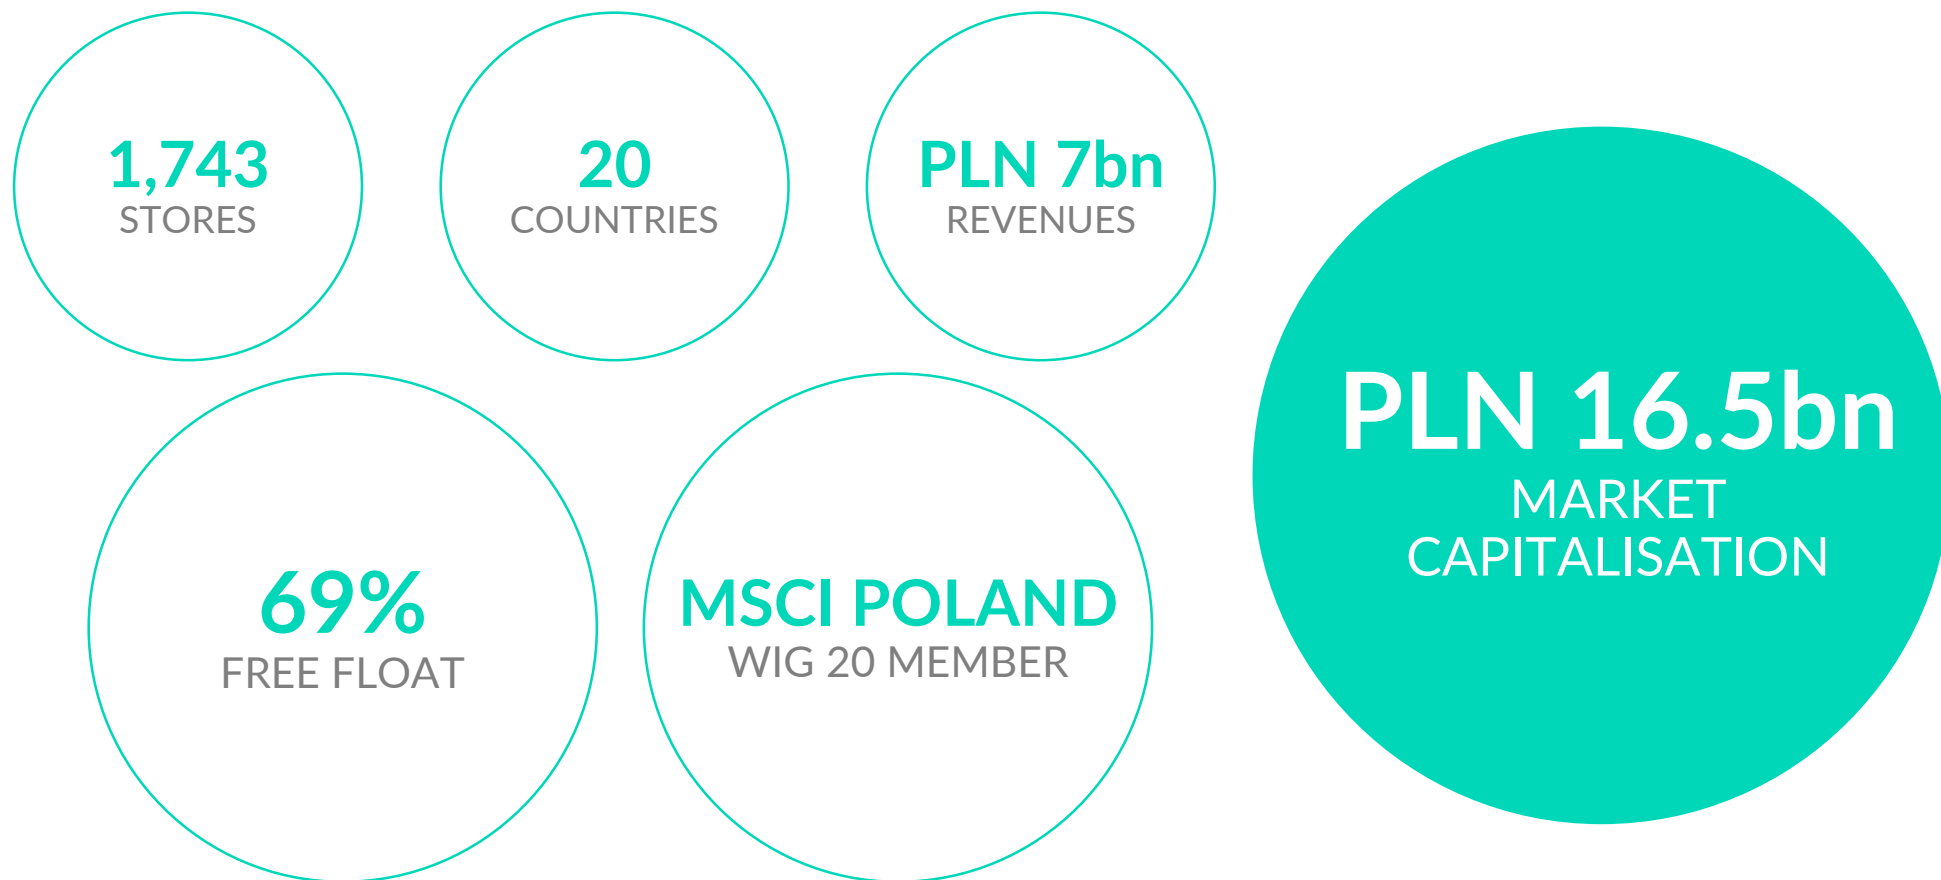 1,743
STORES
20
COUNTRIES
PLN 7bn
REVENUES
69%
FREE FLOAT
MSCI POLAND
WIG 20 MEMBER
PLN 16.5bn
MARKET
CAPITALISATION